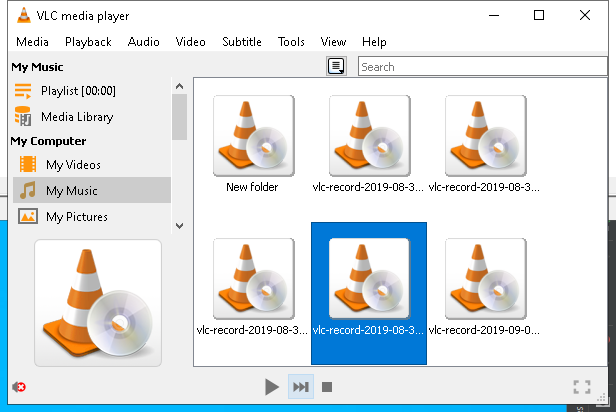 VLC media player
Media Playback Audio Video Subtitle Tools View Help
My Music
Search
Playlist [00:00]
Media Library
My Computer
My Videos
My Music
My Pictures
New folder
vlc-record-2019-08-3...
vlc-record-2019-08-3...
vlc-record-2019-08-3...
vlc-record-2019-08-3...
vlc-record-2019-09-0...